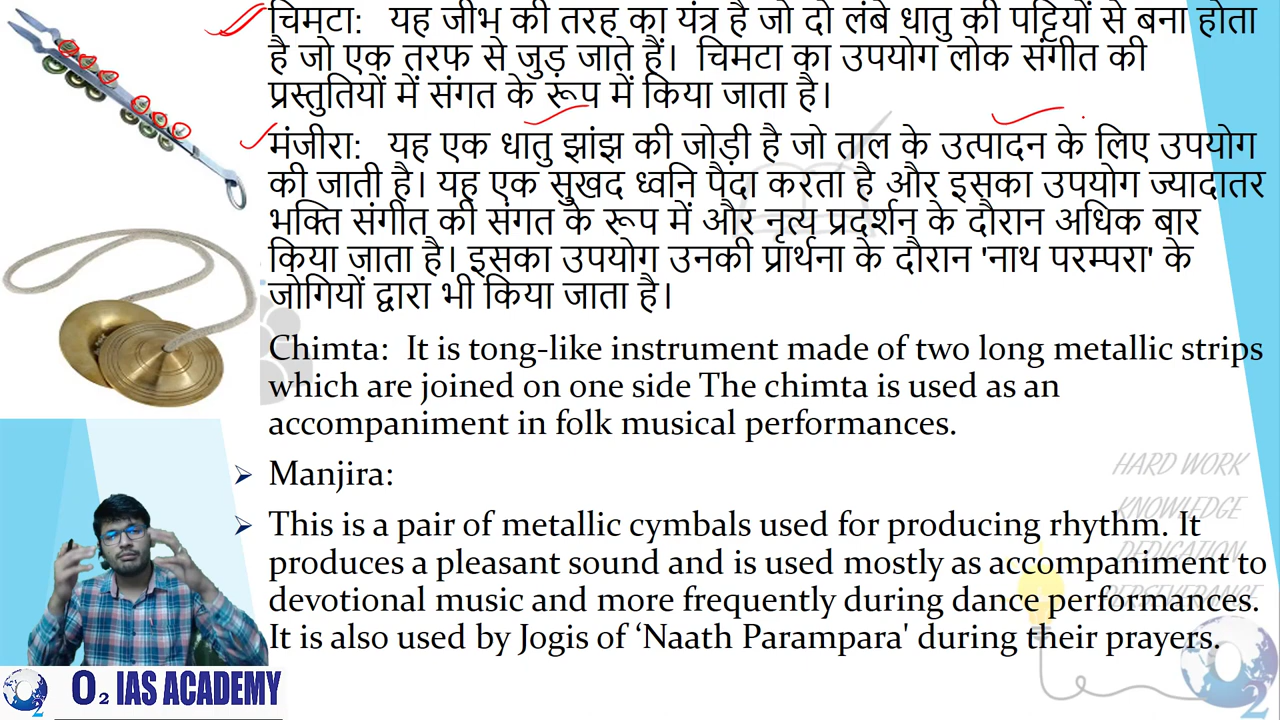 चिमटा: यह जीभ की तरह का यंत्र है जो दो लंबे धातु की पट्टियों से बना होता
है जो एक तरफ से जुड़ जाते हैं। चिमटा का उपयोग लोक संगीत की
प्रस्तुतियों में संगत के रूप में किया जाता है।
मंजीरा: यह एक धातु झांझ की जोड़ी है जो ताल के उत्पादन के लिए उपयोग
की जाती है। यह एक सुखद ध्वनि पैदा करता है और इसका उपयोग ज्यादातर
भक्ति संगीत की संगत के रूप में और नृत्य प्रदर्शन के दौरान अधिक बार
किया जाता है। इसका उपयोग उनकी प्रार्थना के दौरान 'नाथ परम्परा' के
जोगियों द्वारा भी किया जाता है।
Chimta: It is tong-like instrument made of two long metallic strips
which are joined on one side The chimta is used as an
accompaniment in folk musical performances.
Manjira:
This is a pair of metallic cymbals used for producing rhythm. It
produces a pleasant sound and is used mostly as accompaniment to
devotional music and more frequently during dance performances.
It is also used by Jogis of ‘Naath Parampara' during their prayers.
HARD WORK
KNOWLEDGE
DEDICATION
PERSEVERANCE
O2 IAS ACADEMY